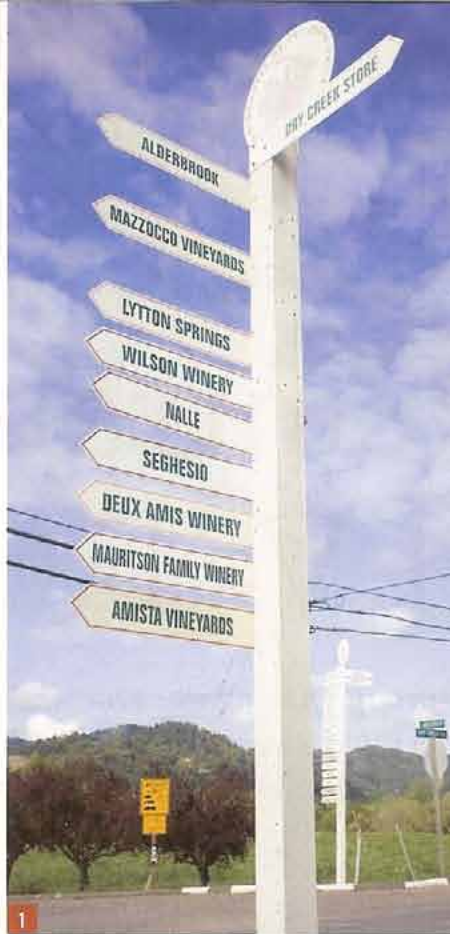 DRY CREEK STORE
ALDERBROOK
MAZZOCCO VINEYARDS
LYTTON SPRINGS
WILSON WINERY
NALLE
SEGHESIO
DEUX AMIS WINERY
MAURITSON FAMILY WINERY
AMISTA VINEYARDS
1